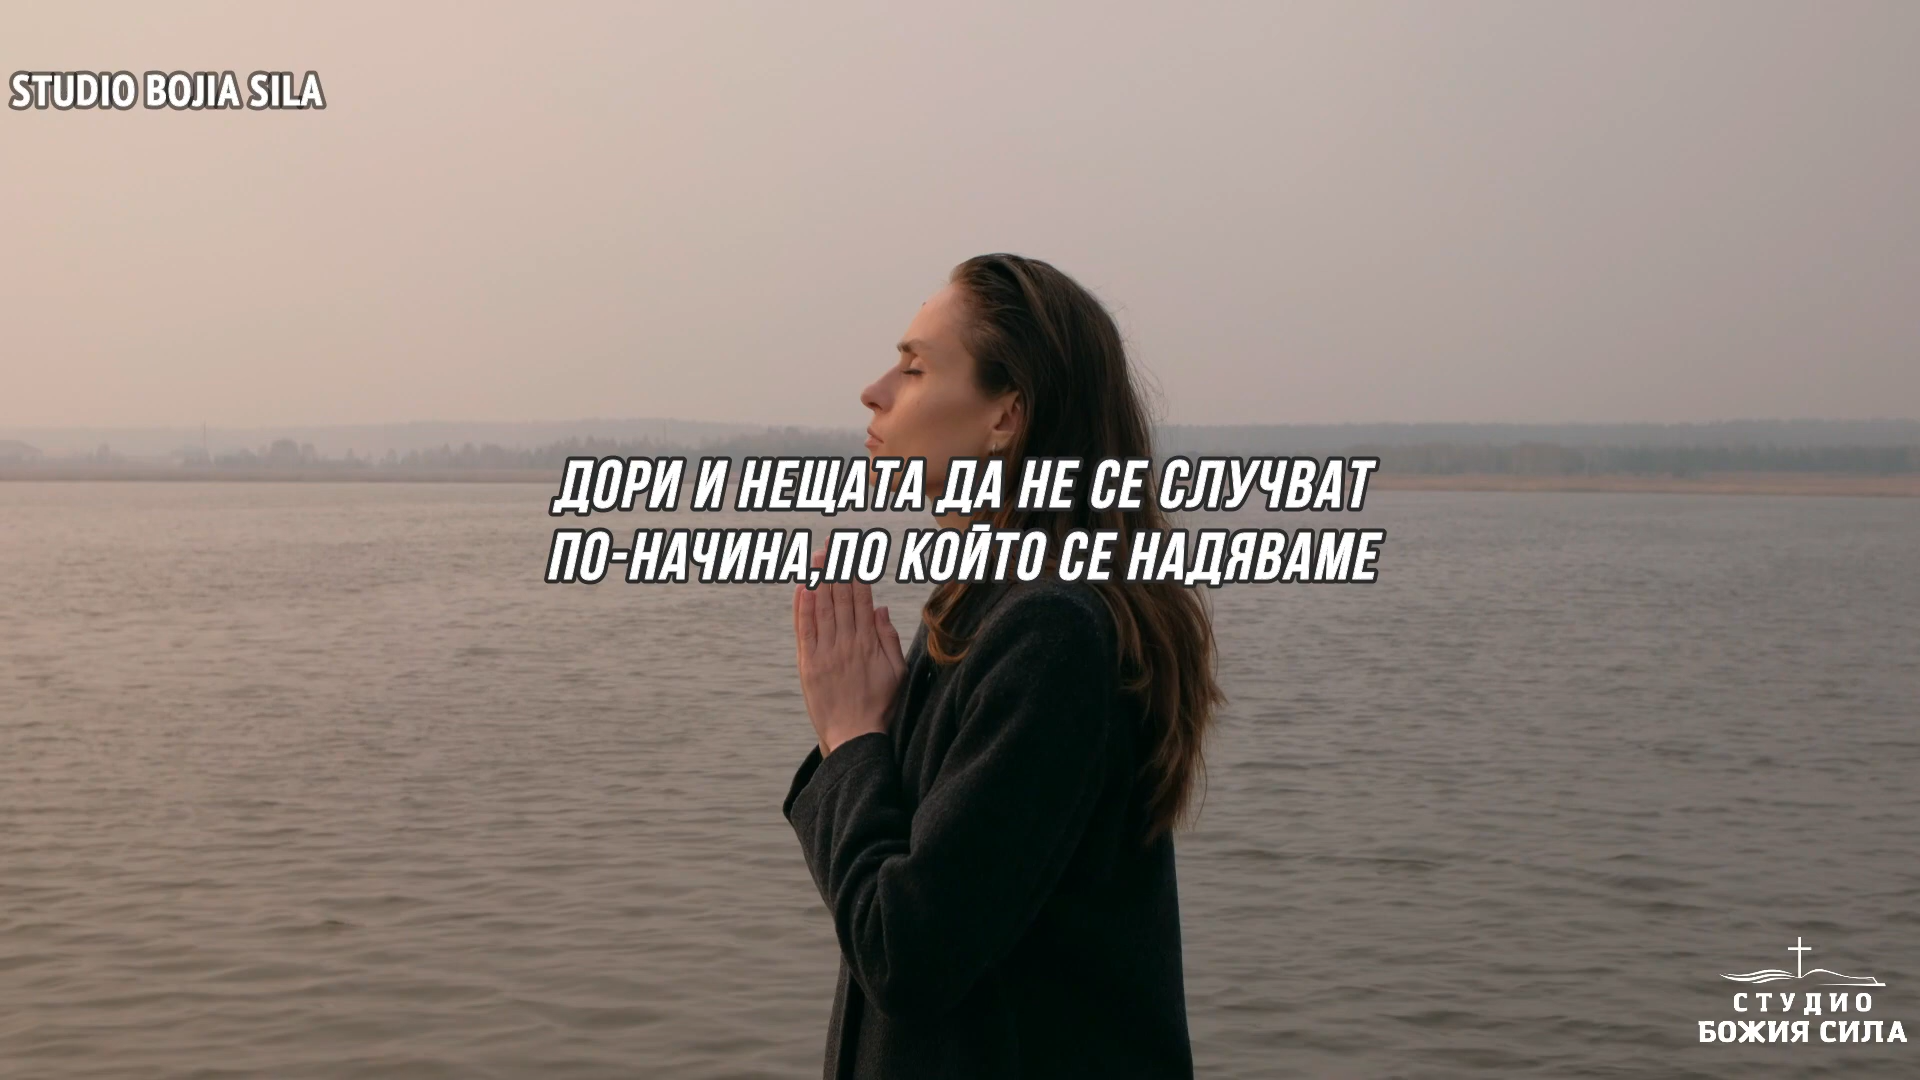 STUDIO BOJIA SILA
ДОРИ И НЕЩАТА ДА НЕ СЕ СЛУЧВАТ
ПО-НАЧИНА,ПО КОЙТО СЕ НАДЯВАМЕ
СТУДИО
БОЖИЯ СИЛА